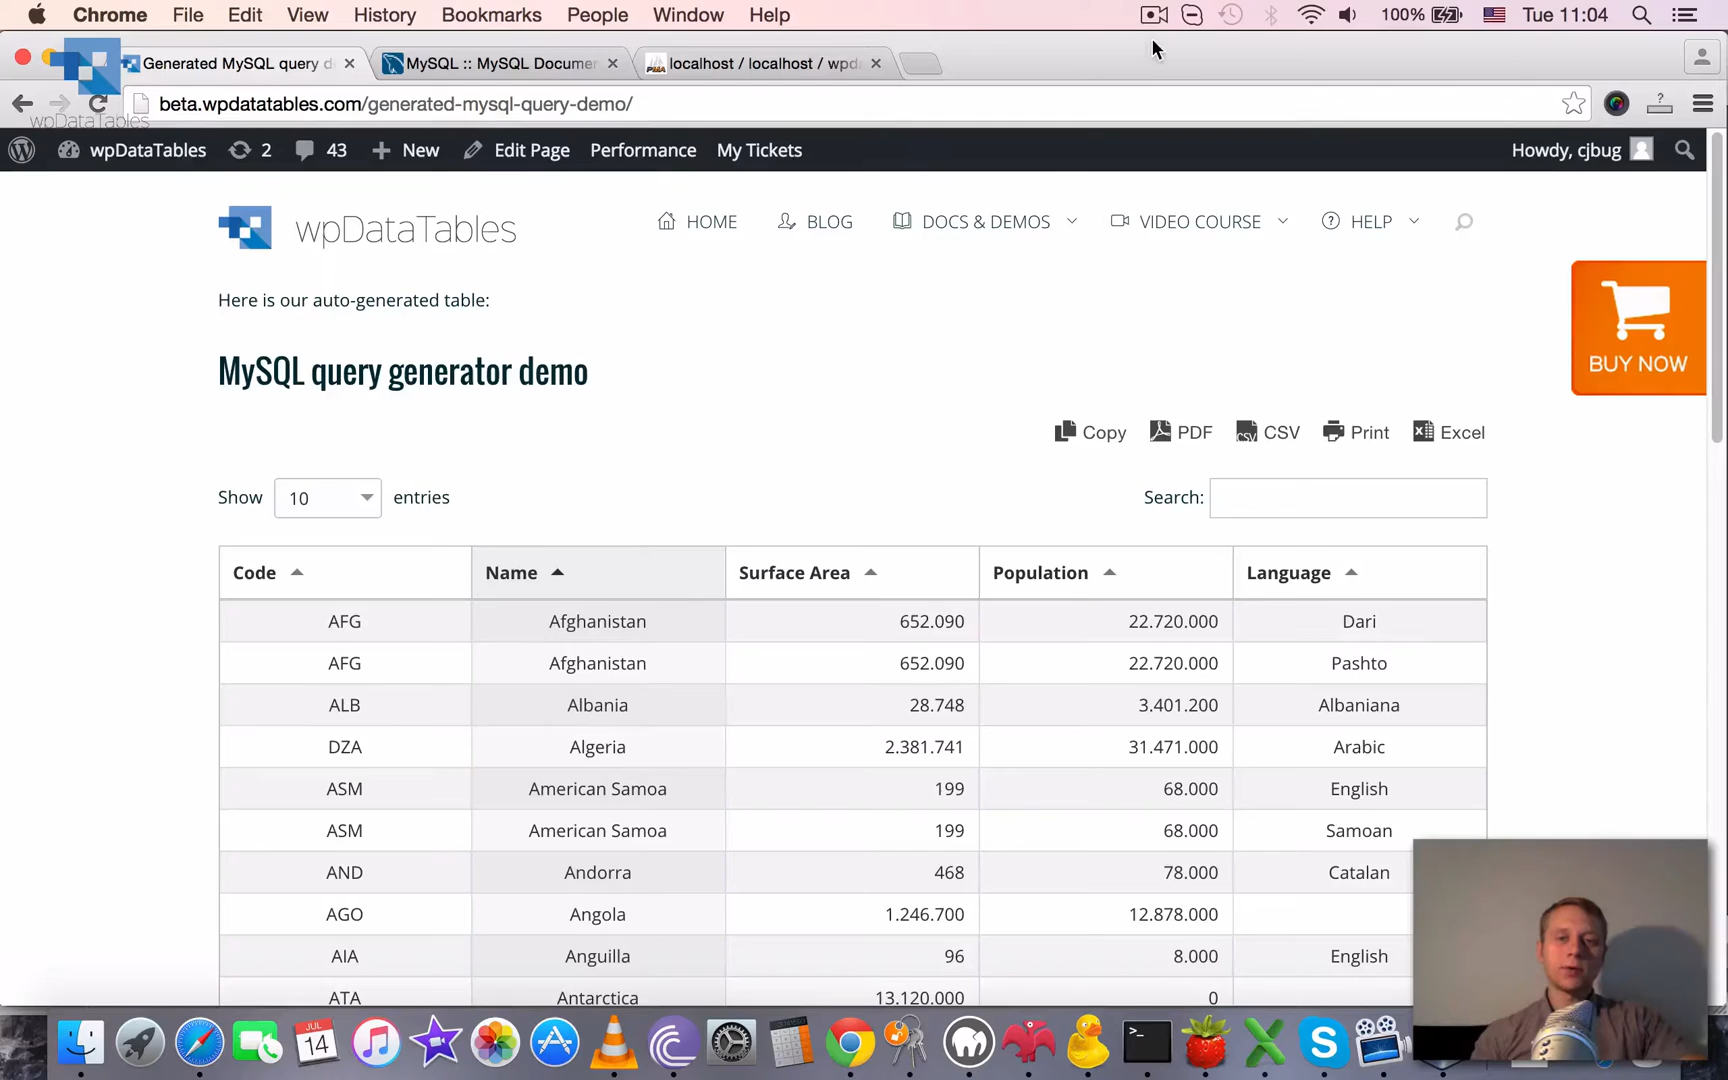 Chrome File Edit View History Bookmarks People Window Help 100% Tue 11:04
Generated MySQL query d MySQL :: MySQL Documen localhost / localhost / wpd
beta.wpdatatables.com/generated-mysql-query-demo/
wpDataTables
wpDataTables 2 43 New Edit Page Performance My Tickets Howdy, cjbug
wpDataTables HOME BLOG DOCS & DEMOS VIDEO COURSE HELP
Here is our auto-generated table:
BUY NOW
MySQL query generator demo
Copy PDF CSV Print Excel
Show 10 entries Search:
Code Name Surface Area Population Language
AFG Afghanistan 652.090 22.720.000 Dari
AFG Afghanistan 652.090 22.720.000 Pashto
ALB Albania 28.748 3.401.200 Albaniana
DZA Algeria 2.381.741 31.471.000 Arabic
ASM American Samoa 199 68.000 English
ASM American Samoa 199 68.000 Samoan
AND Andorra 468 78.000 Catalan
AGO Angola 1.246.700 12.878.000
AIA Anguilla 96 8.000 English
ATA Antarctica 13.120.000 0
JUL
14